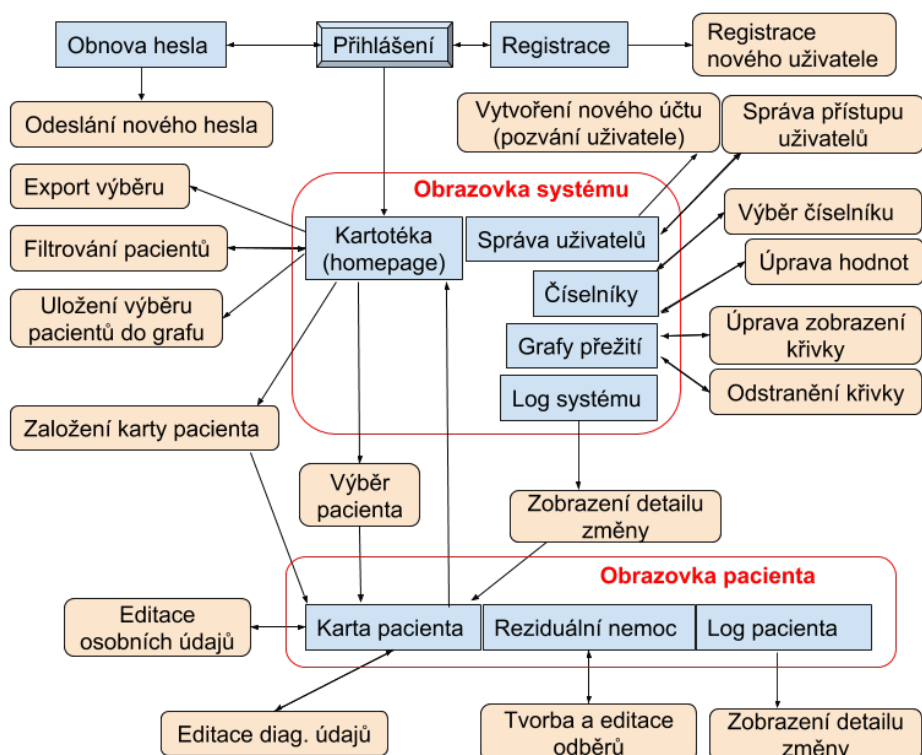 Obnova hesla
Přihlášení
Registrace
Registrace
nového uživatele
Odeslání nového hesla
Vytvoření nového účtu
(pozvání uživatele)
Správa přístupu
uživatelů
Export výběru
Obrazovka systému
Výběr číselníku
Filtrování pacientů
Kartotéka
(homepage)
Správa uživatelů
Úprava hodnot
Číselníky
Uložení výběru
pacientů do grafu
Grafy přežití
Úprava zobrazení
křivky
Log systému
Odstranění křivky
Založení karty pacienta
Výběr
pacienta
Zobrazení detailu
změny
Obrazovka pacienta
Editace
osobních údajů
Karta pacienta
Reziduální nemoc
Log pacienta
Editace diag. údajů
Tvorba a editace
odběrů
Zobrazení detailu
změny